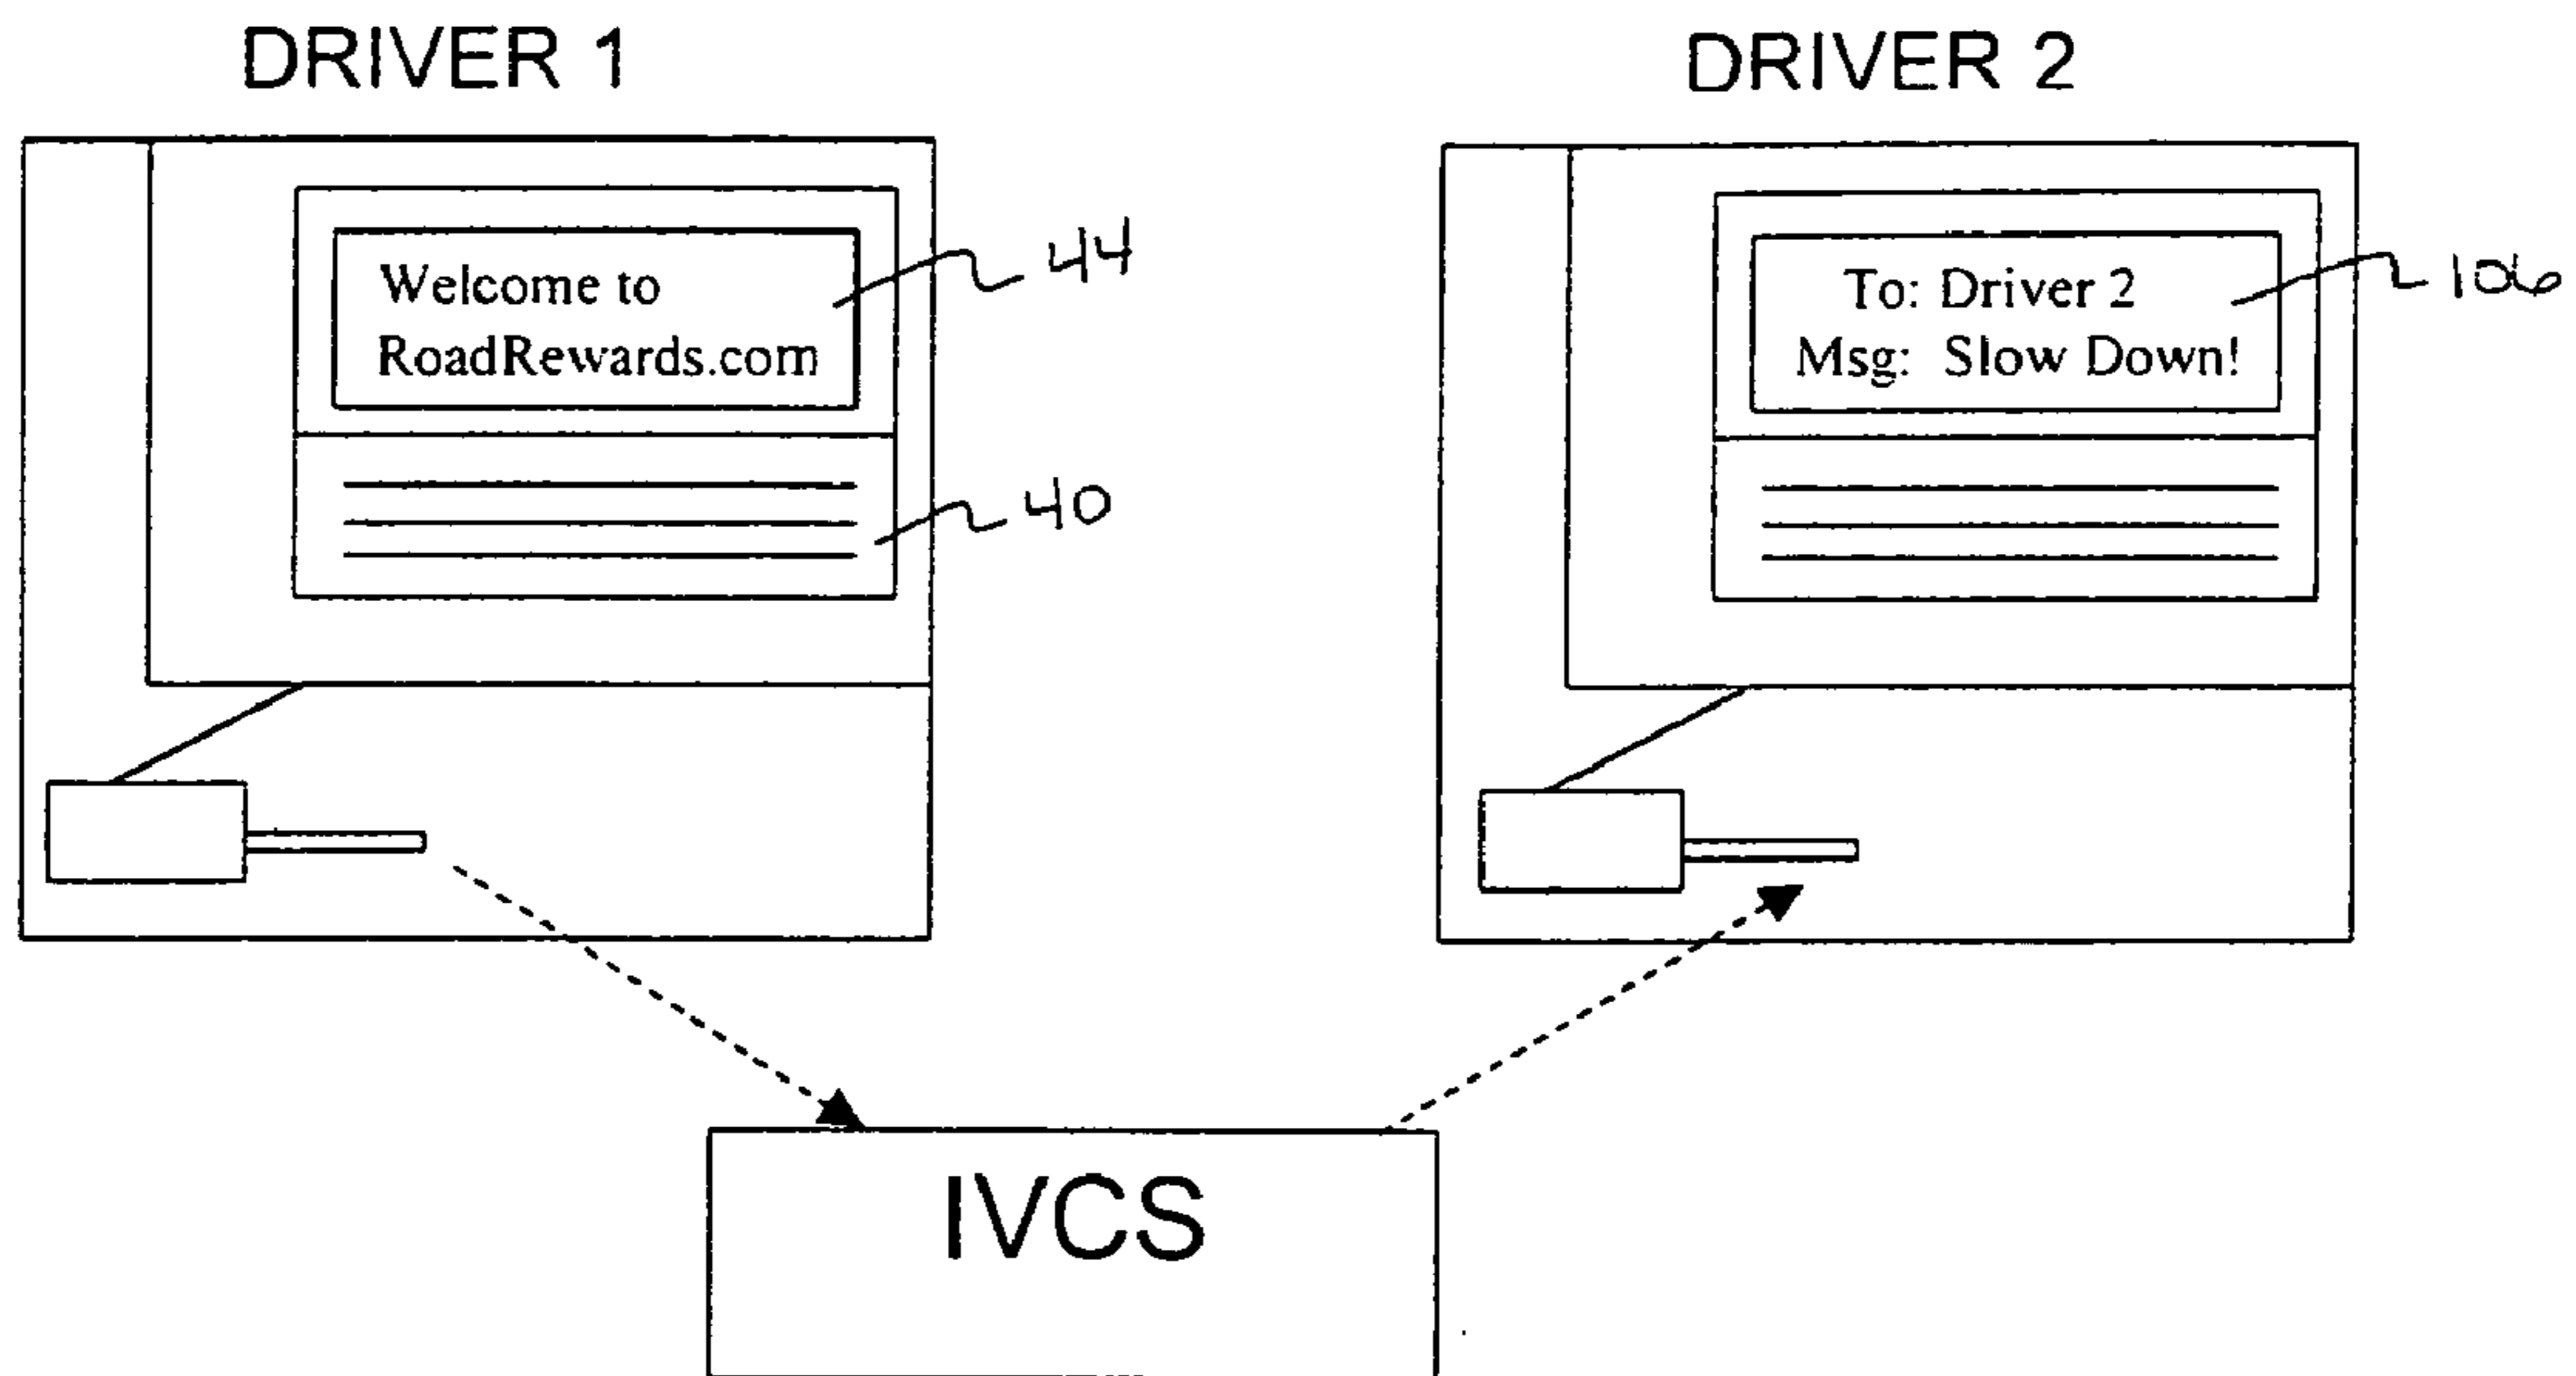 DRIVER 1
DRIVER 2
Welcome to
RoadRewards.com
44
40
To: Driver 2
Msg: Slow Down!
106
IVCS